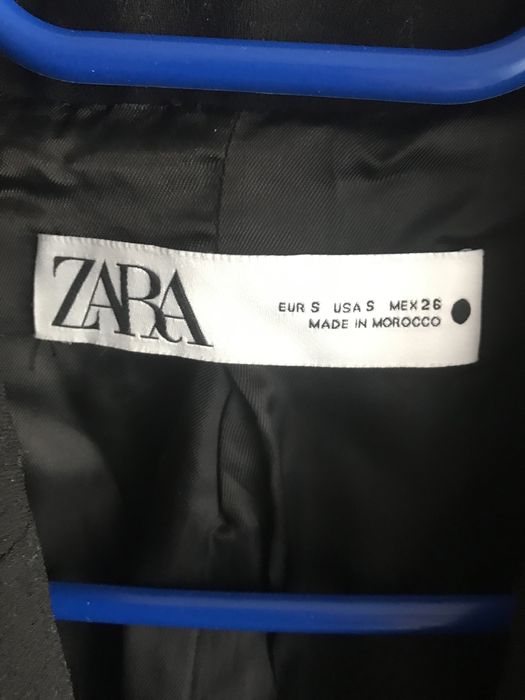 ZARA
EUR S USA S MEX 26
MADE IN MOROCCO